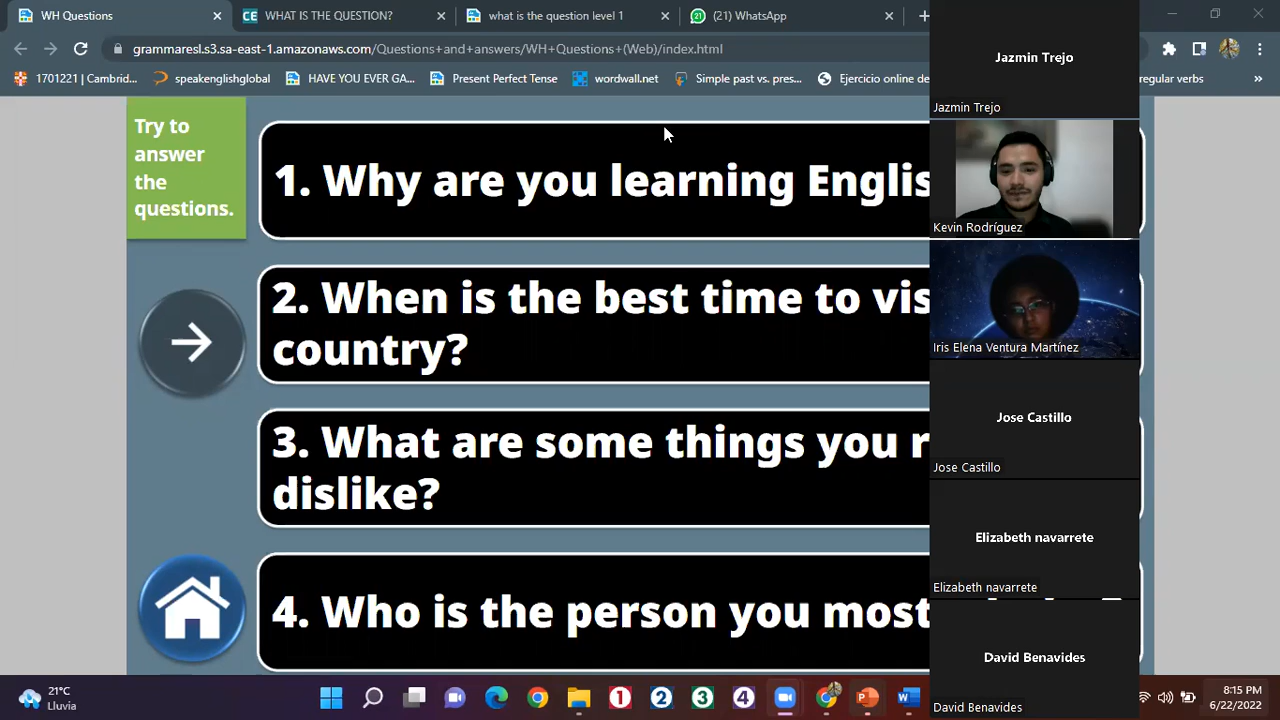 WH Questions
WHAT IS THE QUESTION?
what is the question level 1
(21) WhatsApp
grammaresl.s3.sa-east-1.amazonaws.com/Questions+and+answers/WH+Questions+(Web)/index.html
1701221 | Cambrid...
speakenglishglobal
HAVE YOU EVER GA...
Present Perfect Tense
wordwall.net
Simple past vs. pres...
Ejercicio online de
regular verbs
»
Try to
answer
the
questions.
1. Why are you learning Englis
2. When is the best time to vis
country?
3. What are some things you r
dislike?
4. Who is the person you most
Jazmin Trejo
Jazmin Trejo
Kevin Rodríguez
Iris Elena Ventura Martínez
Jose Castillo
Jose Castillo
Elizabeth navarrete
Elizabeth navarrete
David Benavides
David Benavides
21°C
Lluvia
1
2
3
4
8:15 PM
6/22/2022